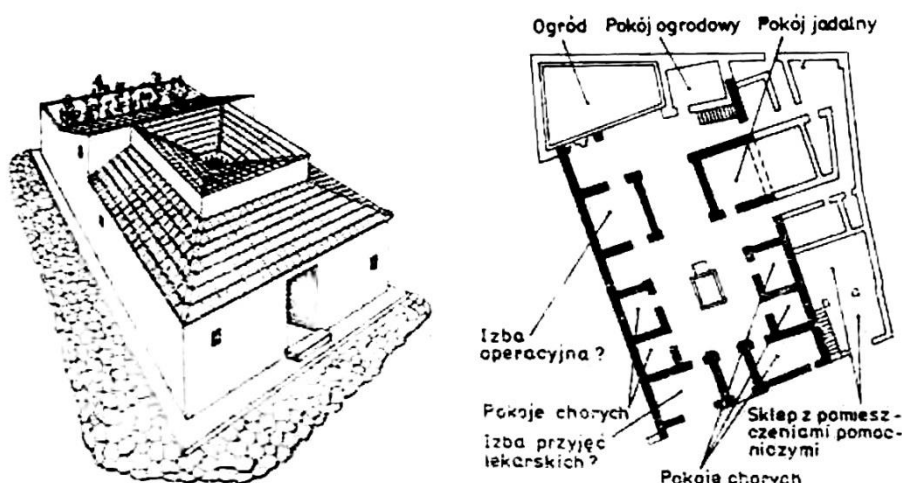 Ogród
Pokój ogrodowy
Pokój jadalny
Izba
operacyjna ?
Pokoje chorych
Izba przyjęć
lekarskich ?
Pokoje chorych
Sklep z pomiesz-
czeniami pomoc-
niczymi